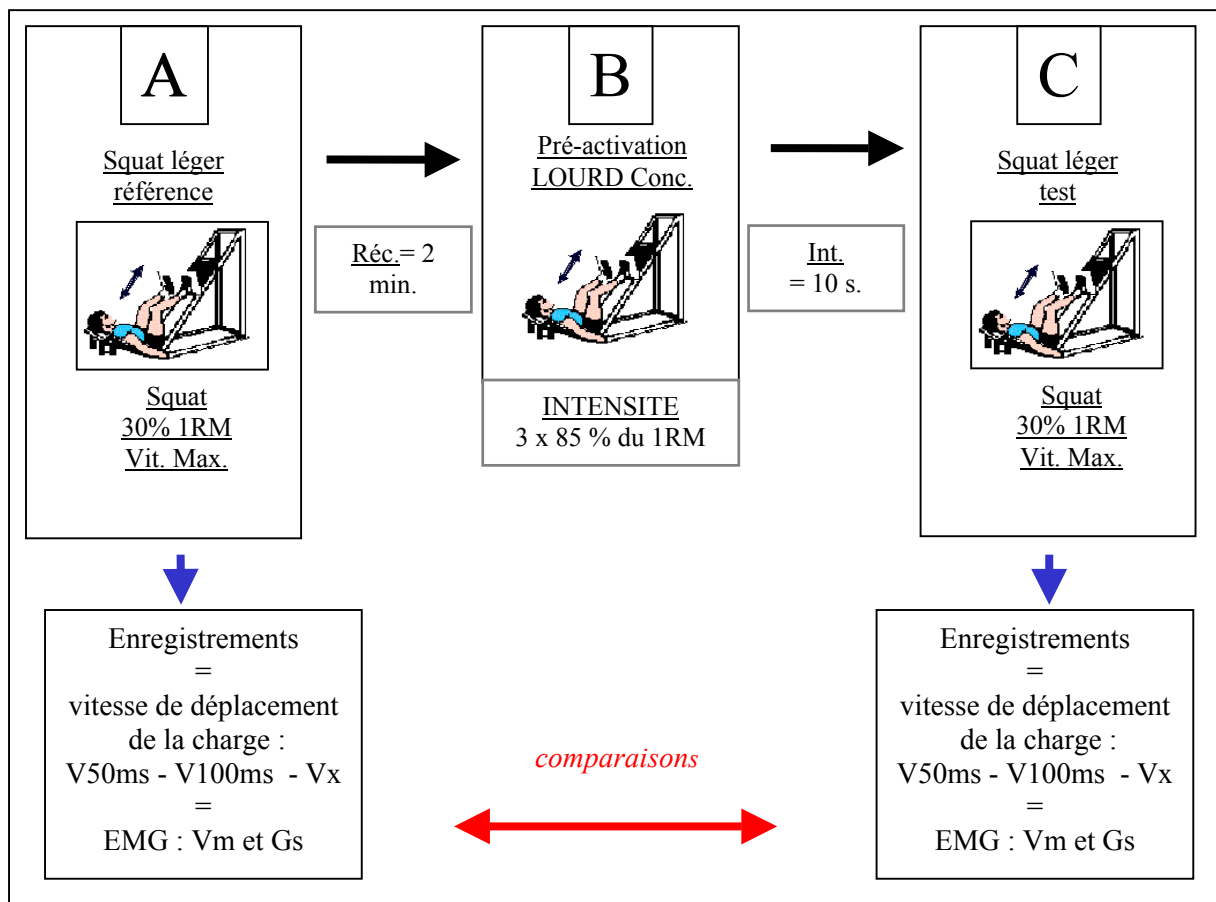 A
Squat léger
référence
Squat
30% 1RM
Vit. Max.
Réc.= 2
min.
B
Pré-activation
LOURD Conc.
INTENSITE
3 x 85 % du 1RM
Int.
= 10 s.
C
Squat léger
test
Squat
30% 1RM
Vit. Max.
Enregistrements
=
vitesse de déplacement
de la charge :
V50ms - V100ms - Vx
=
EMG : Vm et Gs
comparaisons
Enregistrements
=
vitesse de déplacement
de la charge :
V50ms - V100ms - Vx
=
EMG : Vm et Gs